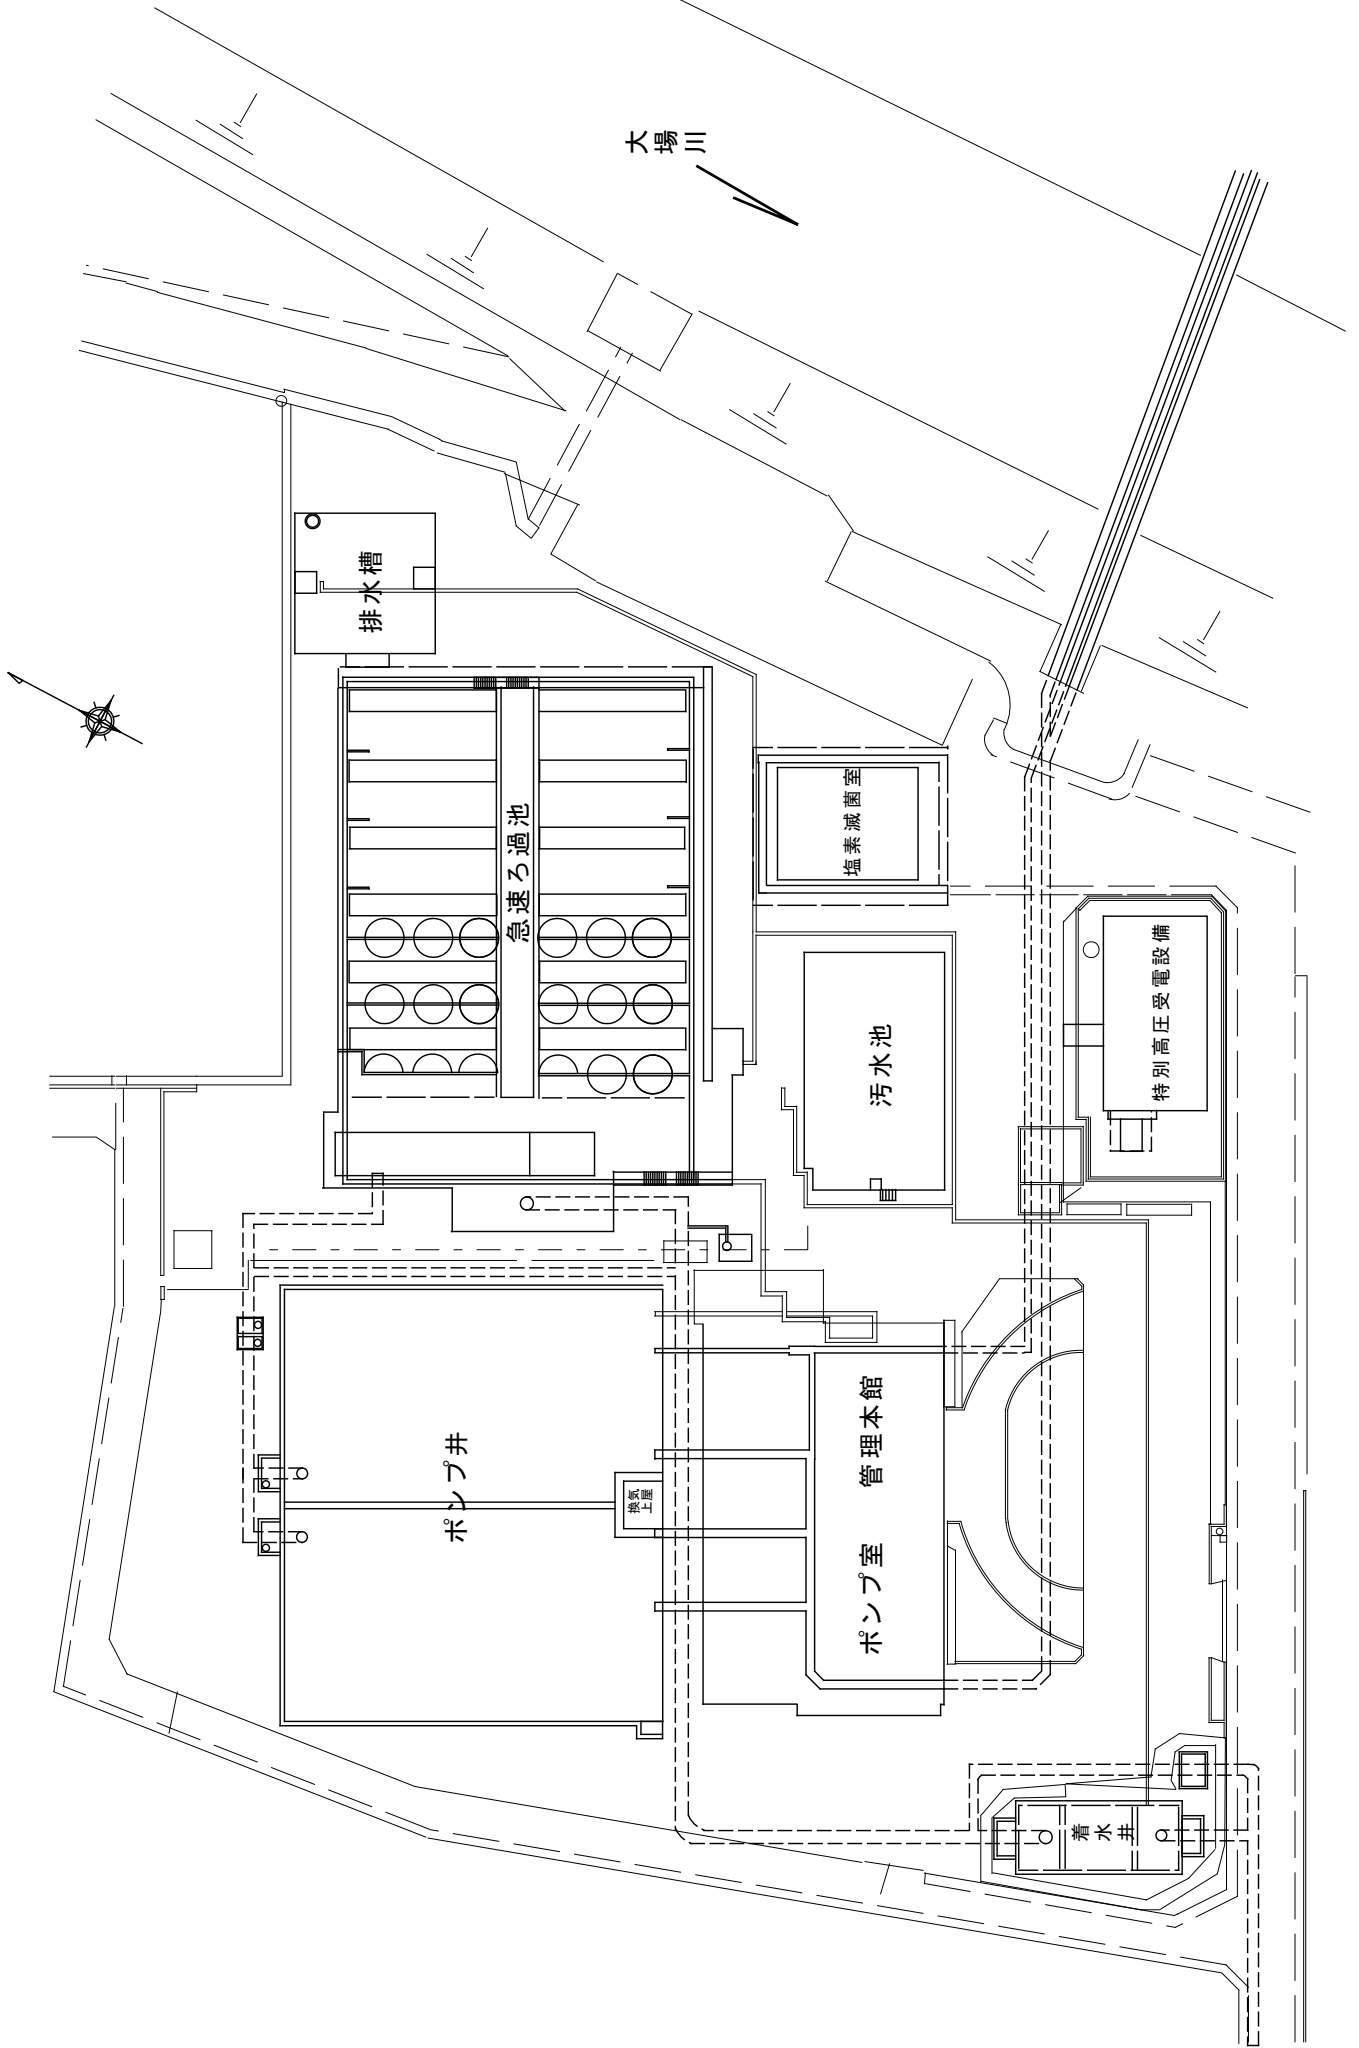 大場川
排水槽
急速ろ過池
塩素滅菌室
汚水池
特別高圧受電設備
ポンプ井
換気
上屋
ポンプ室　管理本館
着水井